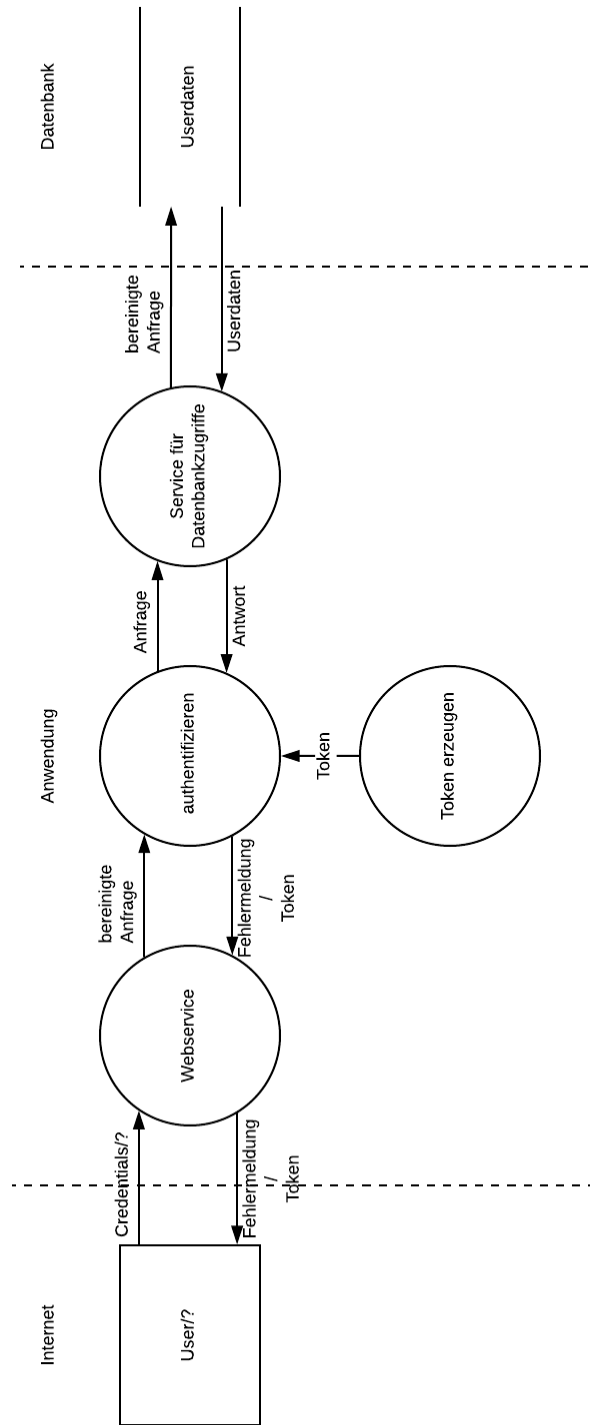 Internet
Anwendung
Datenbank
User/?
Credentials/?
Fehlermeldung
/
Token
Webservice
bereinigte
Anfrage
Fehlermeldung
/
Token
authentifizieren
Token
Token erzeugen
Anfrage
Antwort
Service für
Datenbankzugriffe
bereinigte
Anfrage
Userdaten
Userdaten